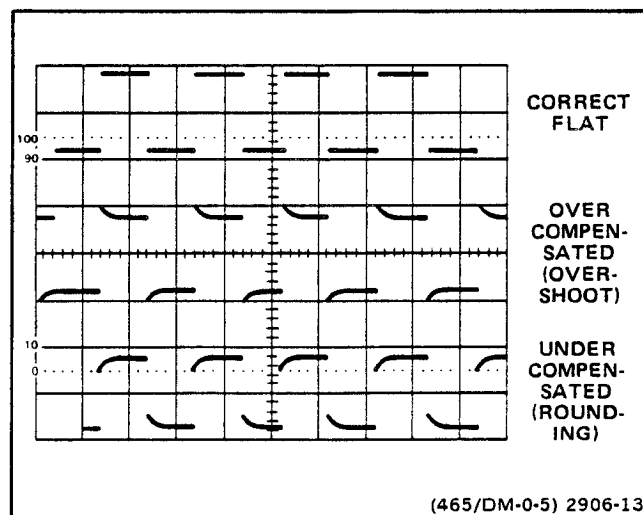 CORRECT
FLAT
100
90
OVER
COMPEN-
SATED
(OVER-
SHOOT)
10
0
UNDER
COMPEN-
SATED
(ROUND-
ING)
(465/DM-0-5) 2906-13